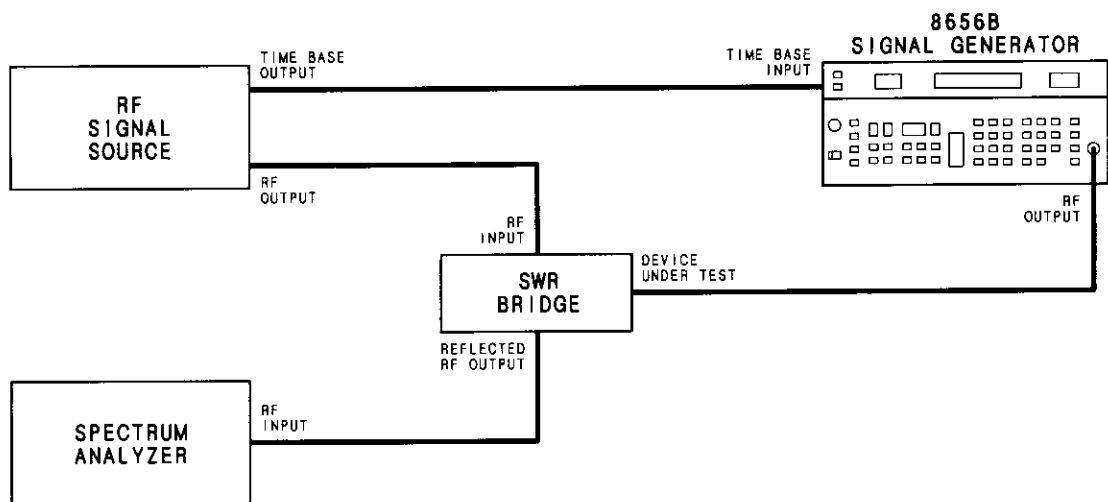 8656B
SIGNAL GENERATOR
TIME BASE
OUTPUT
TIME BASE
INPUT
RF
SIGNAL
SOURCE
RF
OUTPUT
RF
OUTPUT
RF
INPUT
DEVICE
UNDER TEST
SWR
BRIDGE
REFLECTED
RF OUTPUT
RF
INPUT
SPECTRUM
ANALYZER